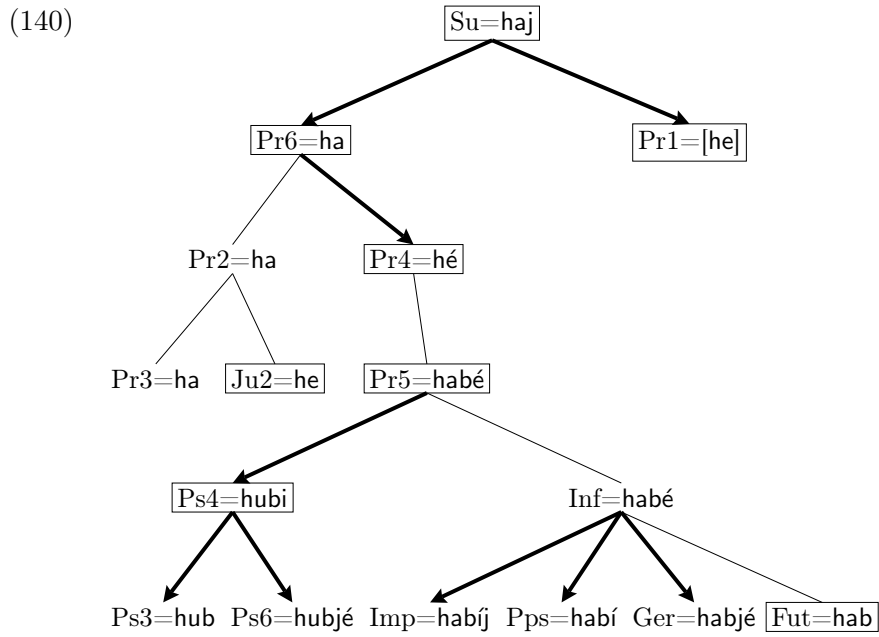 (140)
Su=haj
Pr6=ha Pr1=[he]
Pr2=ha Pr4=hé
Pr3=ha Ju2=he Pr5=habé
Ps4=hubi Inf=habé
Ps3=hub Ps6=hubjé Imp=habíj Pps=habí Ger=habjé Fut=hab